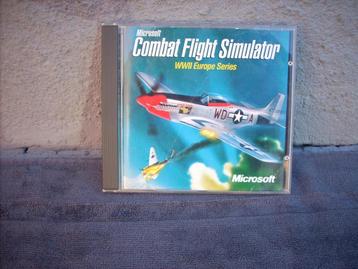 Microsoft
Combat Flight Simulator
WWII Europe Series
WD A
Microsoft